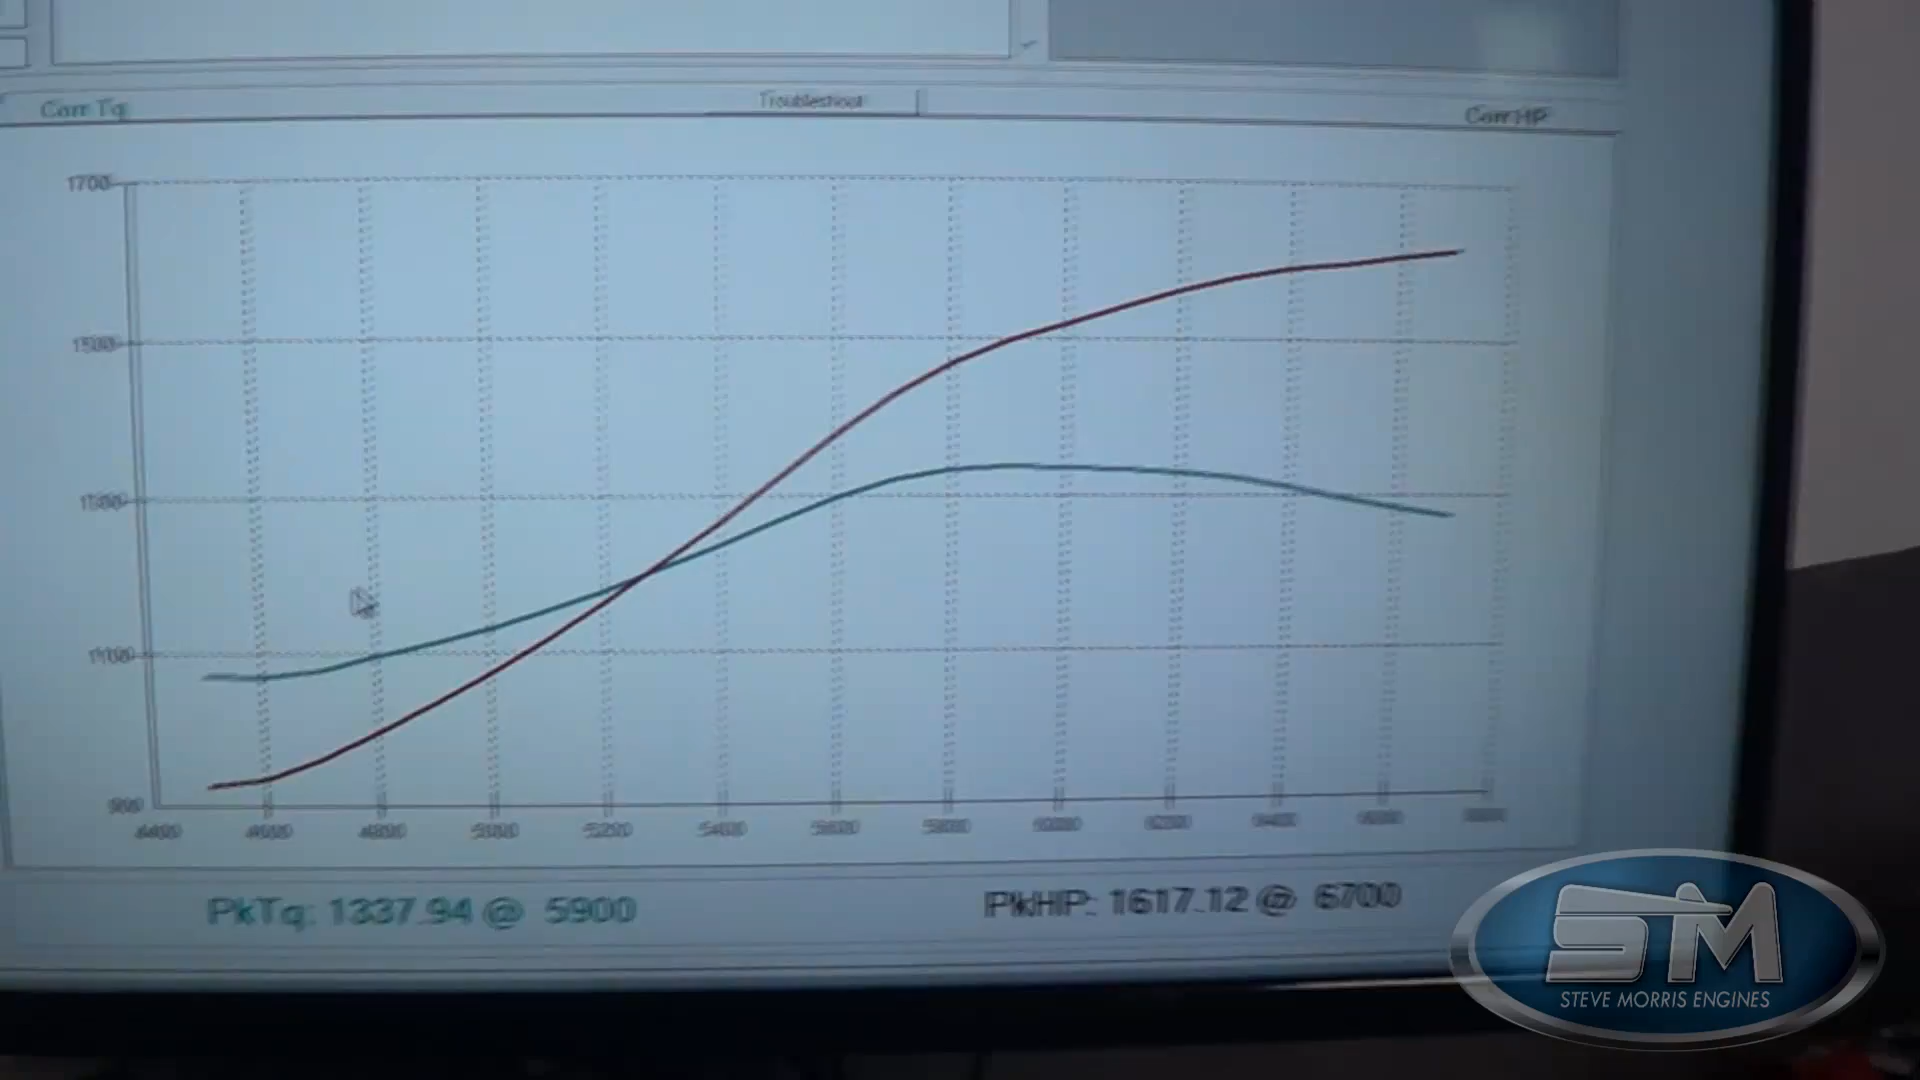 Corr Tq
Troubleshoot
Corr HP
1700
1500
1300
1100
900
4400 4600 4800 5000 5200 5400 5600 5800 6000 6200 6400 6600 6800
PkTq: 1337.94 @ 5900
PkHP: 1617.12 @ 6700
SM
STEVE MORRIS ENGINES